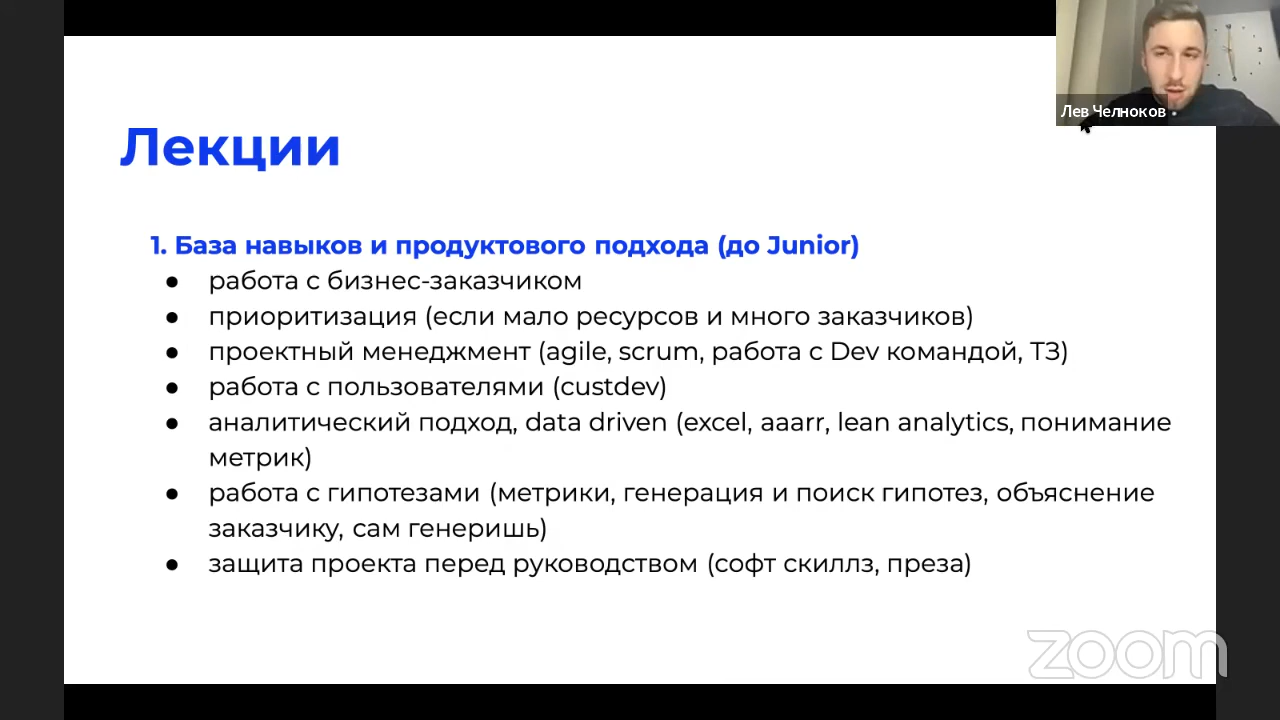 Лев Челноков
Лекции
1. База навыков и продуктового подхода (до Junior)
● работа с бизнес-заказчиком
● приоритизация (если мало ресурсов и много заказчиков)
● проектный менеджмент (agile, scrum, работа с Dev командой, ТЗ)
● работа с пользователями (custdev)
● аналитический подход, data driven (excel, aaarr, lean analytics, понимание
метрик)
● работа с гипотезами (метрики, генерация и поиск гипотез, объяснение
заказчику, сам генеришь)
● защита проекта перед руководством (софт скиллз, преза)
zoom